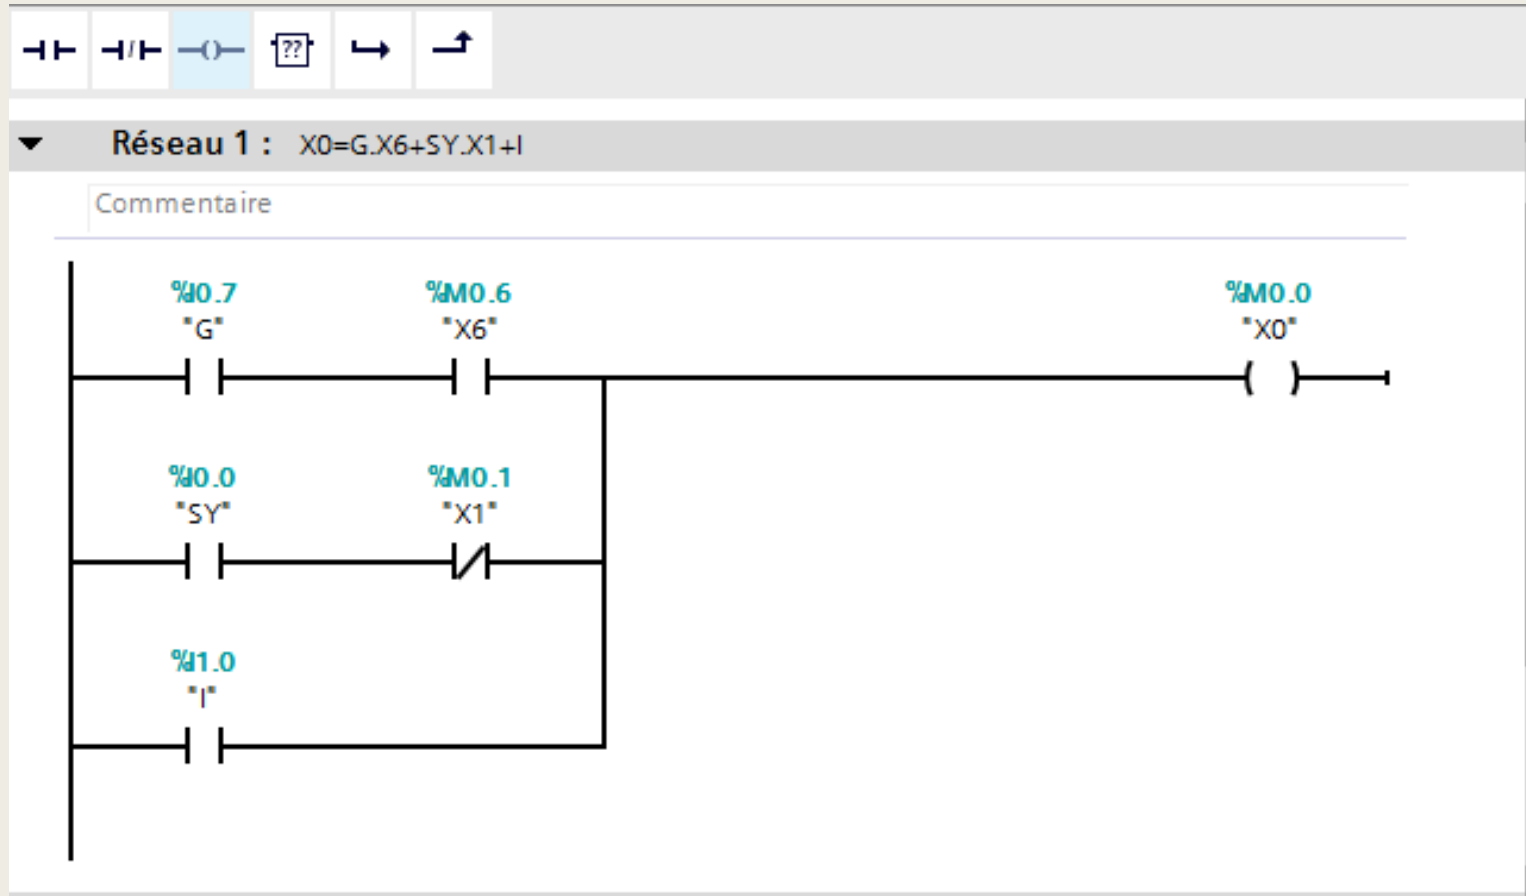 ??
Réseau 1 : X0=G.X6+SY.X1+I
Commentaire
%I0.7 %M0.6 %M0.0
"G" "X6" "X0"
%I0.0 %M0.1
"SY" "X1"
%I1.0
"I"